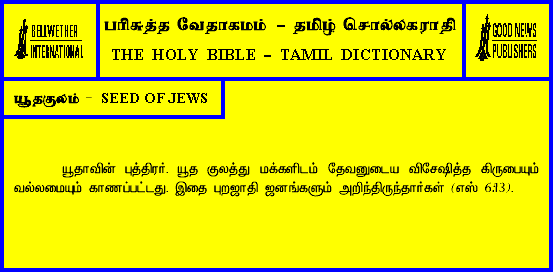 BELLWETHER
INTERNATIONAL
பரிசுத்த வேதாகமம் – தமிழ் சொல்லகராதி
THE HOLY BIBLE – TAMIL DICTIONARY
GOOD NEWS
PUBLISHERS
யூதகுலம் – SEED OF JEWS
யூதாவின் புத்திரர். யூத குலத்து மக்களிடம் தேவனுடைய விசேஷித்த கிருபையும்
வல்லமையும் காணப்பட்டது. இதை புறஜாதி ஜனங்களும் அறிந்திருந்தார்கள் (எஸ் 6:13).